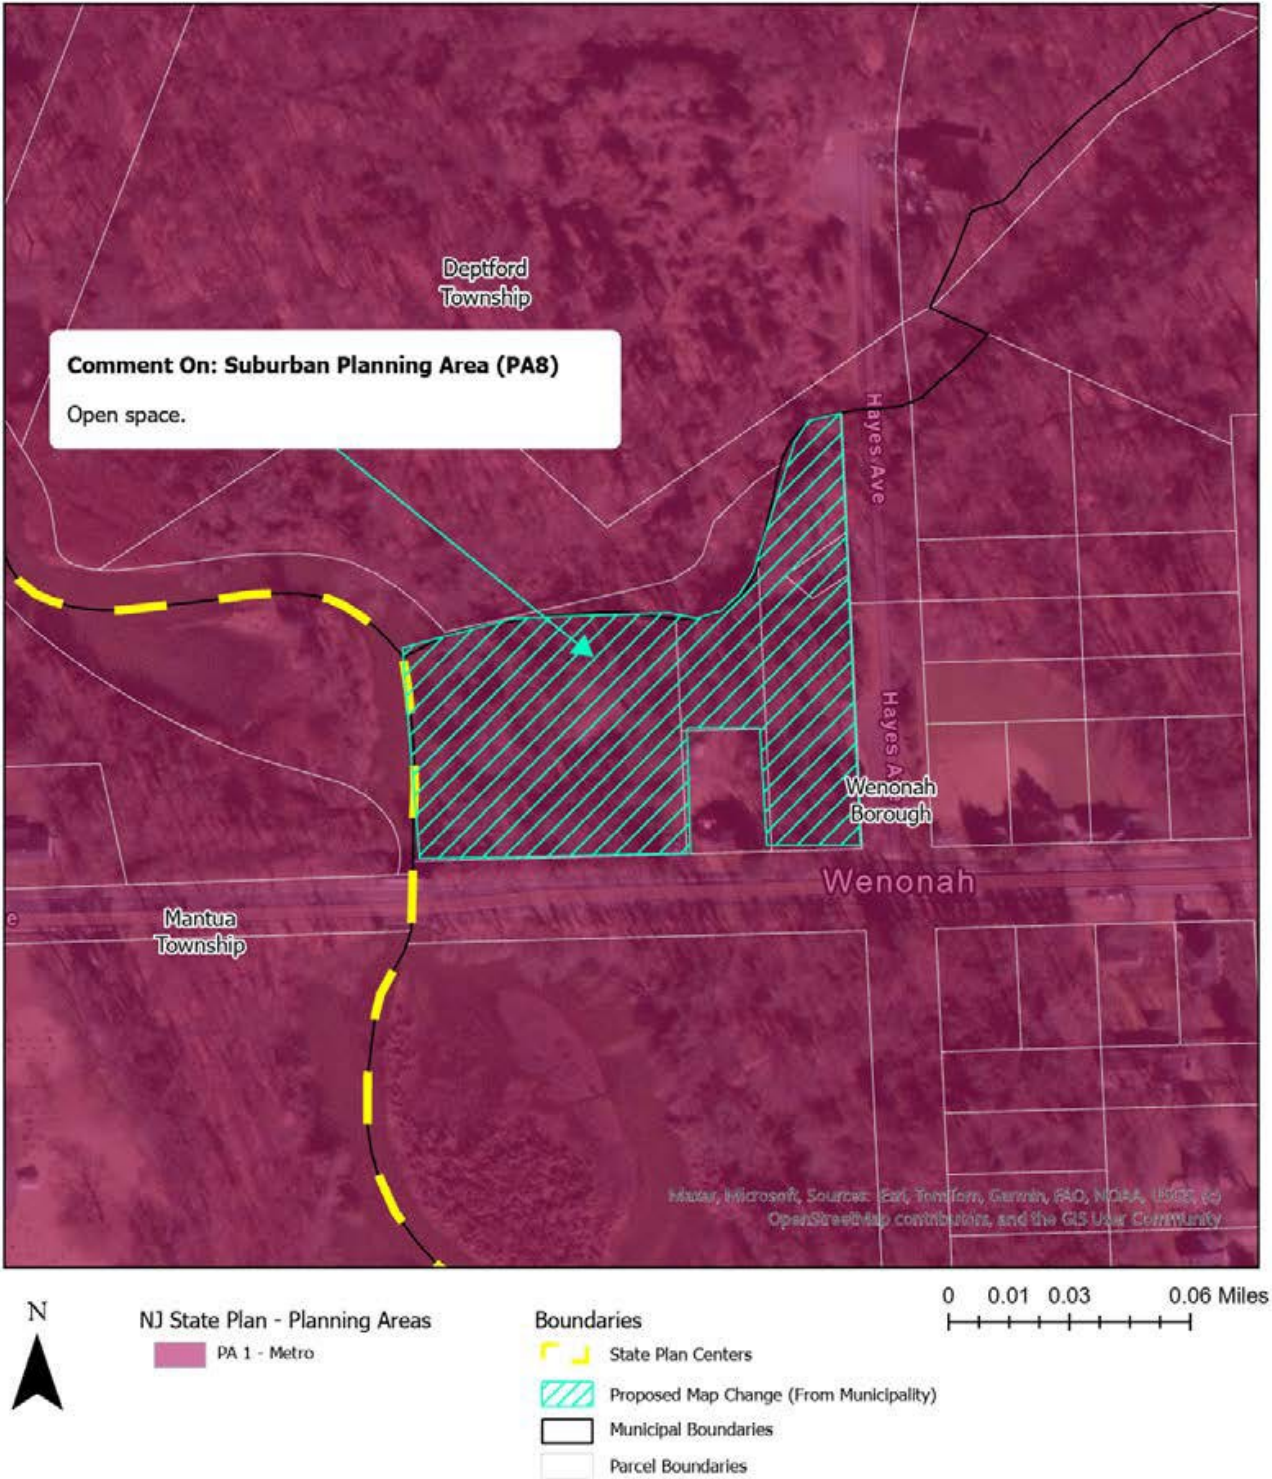 Deptford
Township
Comment On: Suburban Planning Area (PA8)
Open space.
Hayes Ave
Hayes A
Wenonah
Borough
Wenonah
e
Mantua
Township
Maxar, Microsoft, Sources: Esri, TomTom, Garmin, FAO, NOAA, USGS, (c)
OpenStreetMap contributors, and the GIS User Community
N
NJ State Plan - Planning Areas
PA 1 - Metro
Boundaries
State Plan Centers
Proposed Map Change (From Municipality)
Municipal Boundaries
Parcel Boundaries
0 0.01 0.03 0.06 Miles